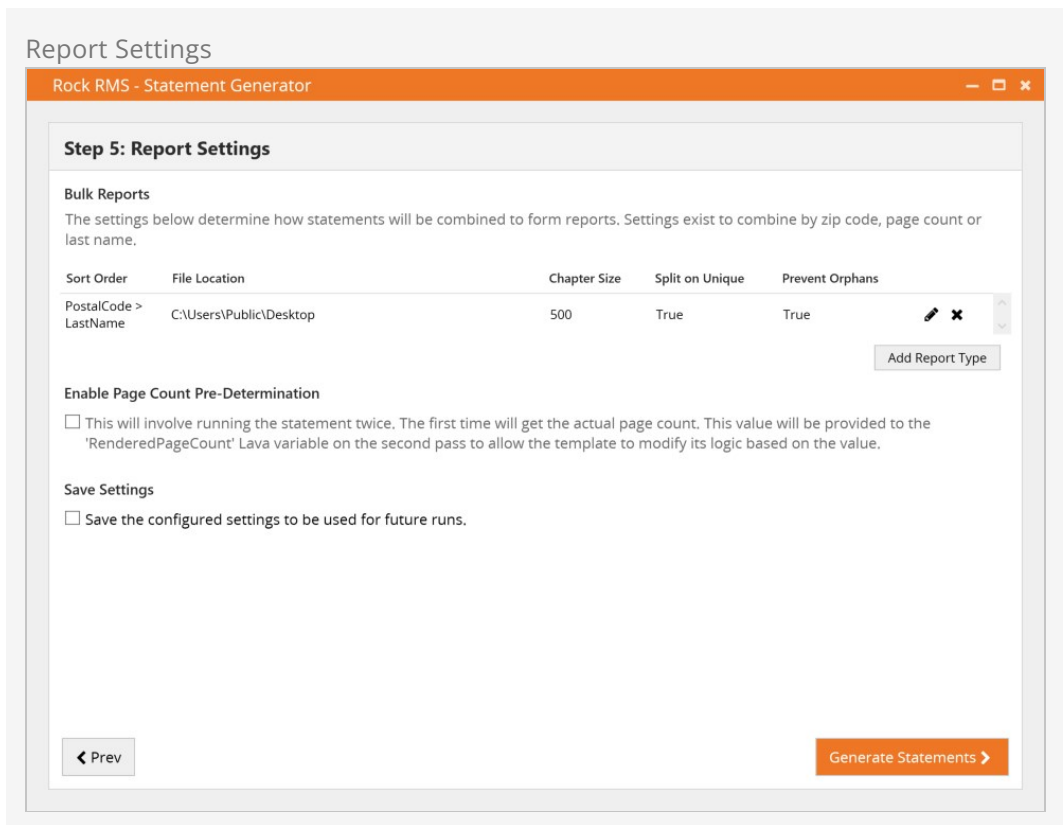 Report Settings
Rock RMS - Statement Generator
Step 5: Report Settings
Bulk Reports
The settings below determine how statements will be combined to form reports. Settings exist to combine by zip code, page count or
last name.
Sort Order File Location Chapter Size Split on Unique Prevent Orphans
PostalCode >
LastName
C:\Users\Public\Desktop 500 True True
Add Report Type
Enable Page Count Pre-Determination
This will involve running the statement twice. The first time will get the actual page count. This value will be provided to the
'RenderedPageCount' Lava variable on the second pass to allow the template to modify its logic based on the value.
Save Settings
Save the configured settings to be used for future runs.
Prev
Generate Statements